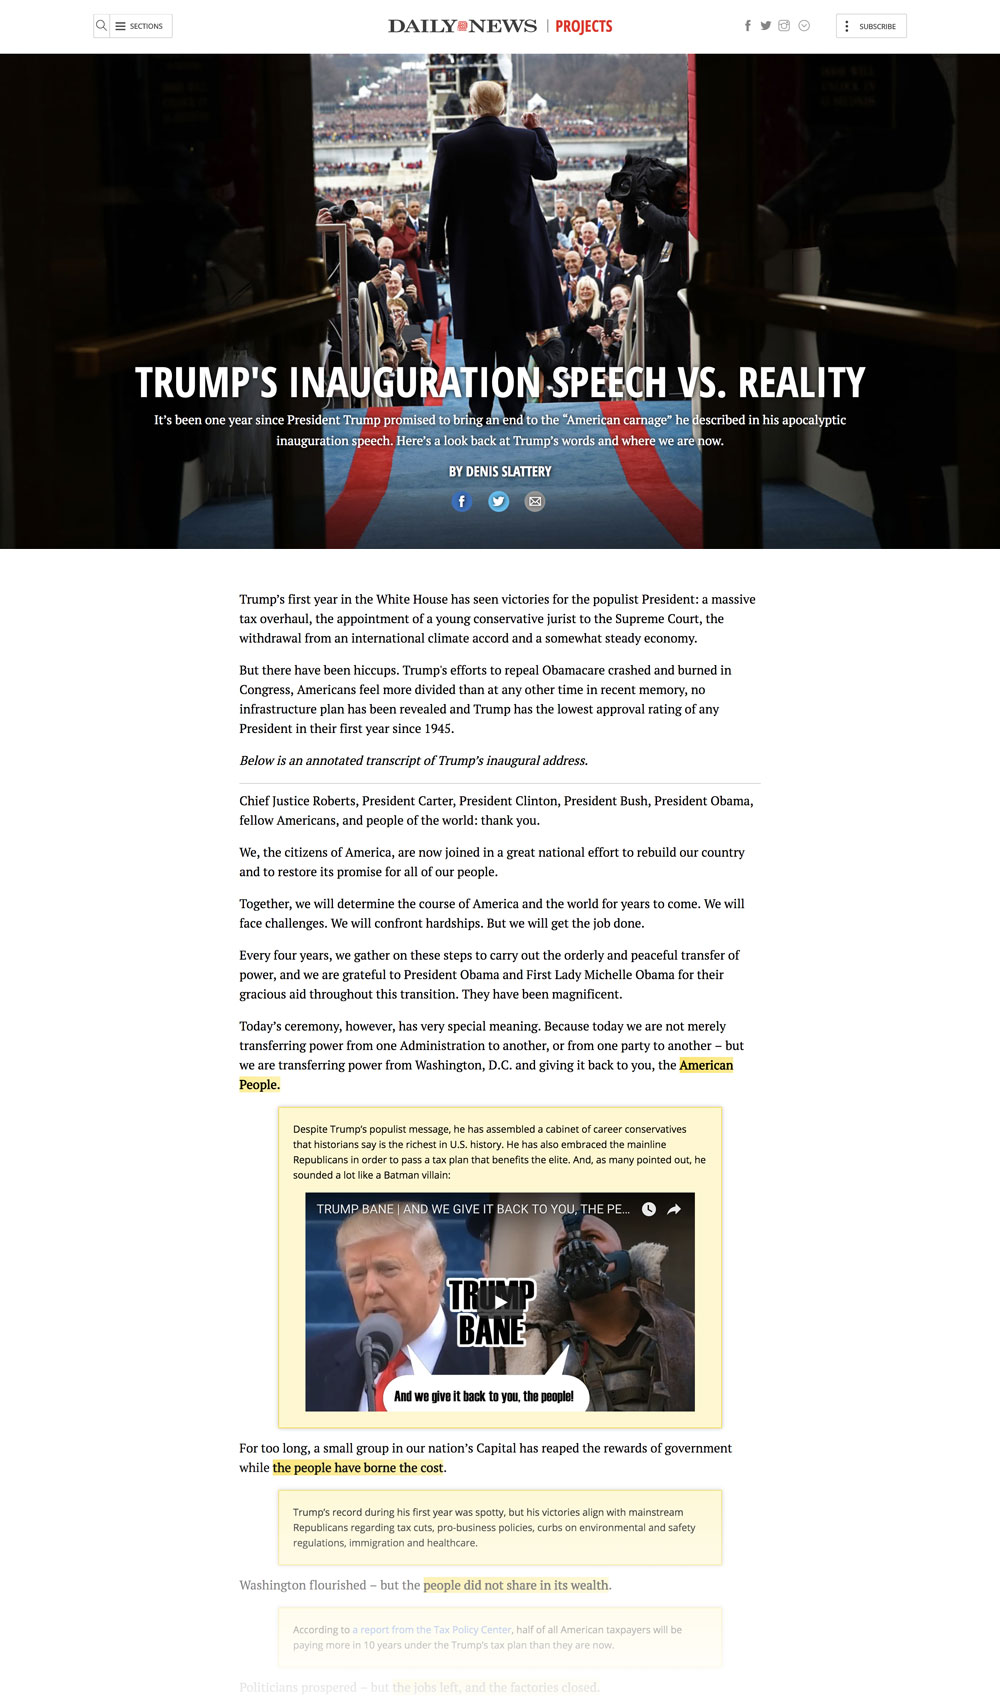 SECTIONS
DAILY NEWS | PROJECTS
SUBSCRIBE
TRUMP'S INAUGURATION SPEECH VS. REALITY
It's been one year since President Trump promised to bring an end to the “American carnage” he described in his apocalyptic
inauguration speech. Here's a look back at Trump's words and where we are now.
BY DENIS SLATTERY
Trump’s first year in the White House has seen victories for the populist President: a massive
tax overhaul, the appointment of a young conservative jurist to the Supreme Court, the
withdrawal from an international climate accord and a somewhat steady economy.
But there have been hiccups. Trump's efforts to repeal Obamacare crashed and burned in
Congress, Americans feel more divided than at any other time in recent memory, no
infrastructure plan has been revealed and Trump has the lowest approval rating of any
President in their first year since 1945.
Below is an annotated transcript of Trump’s inaugural address.
Chief Justice Roberts, President Carter, President Clinton, President Bush, President Obama,
fellow Americans, and people of the world: thank you.
We, the citizens of America, are now joined in a great national effort to rebuild our country
and to restore its promise for all of our people.
Together, we will determine the course of America and the world for years to come. We will
face challenges. We will confront hardships. But we will get the job done.
Every four years, we gather on these steps to carry out the orderly and peaceful transfer of
power, and we are grateful to President Obama and First Lady Michelle Obama for their
gracious aid throughout this transition. They have been magnificent.
Today’s ceremony, however, has very special meaning. Because today we are not merely
transferring power from one Administration to another, or from one party to another – but
we are transferring power from Washington, D.C. and giving it back to you, the American
People.
Despite Trump’s populist message, he has assembled a cabinet of career conservatives
that historians say is the richest in U.S. history. He has also embraced the mainline
Republicans in order to pass a tax plan that benefits the elite. And, as many pointed out, he
sounded a lot like a Batman villain:
TRUMP BANE | AND WE GIVE IT BACK TO YOU, THE PE...
TRUMP
BANE
And we give it back to you, the people!
For too long, a small group in our nation’s Capital has reaped the rewards of government
while the people have borne the cost.
Trump’s record during his first year was spotty, but his victories align with mainstream
Republicans regarding tax cuts, pro-business policies, curbs on environmental and safety
regulations, immigration and healthcare.
Washington flourished – but the people did not share in its wealth.
According to a report from the Tax Policy Center, half of all American taxpayers will be
paying more in 10 years under the Trump’s tax plan than they are now.
Politicians prospered – but the jobs left, and the factories closed.